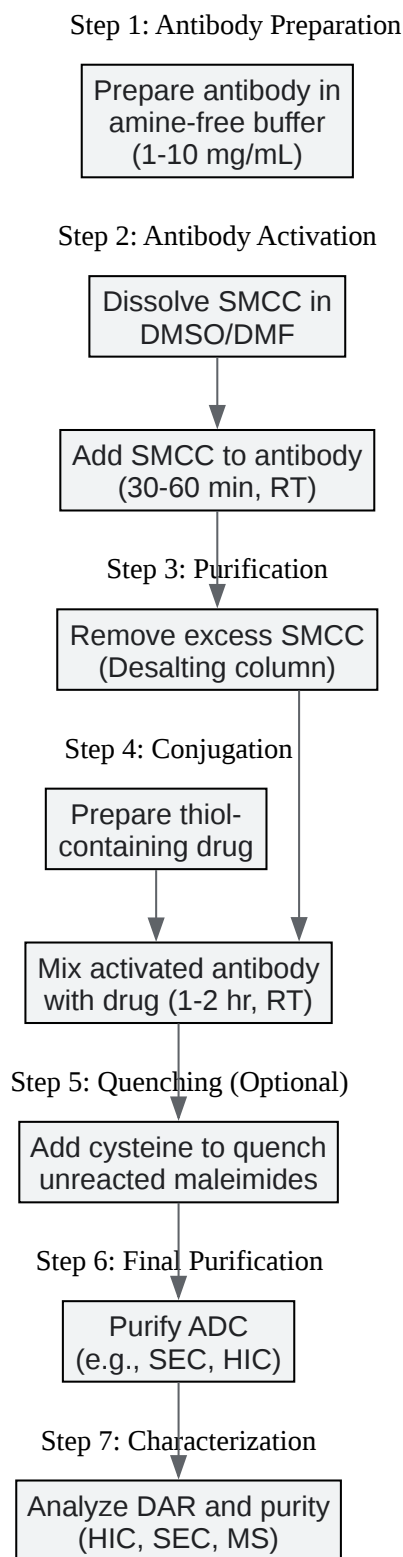 Step 1: Antibody Preparation
Prepare antibody in
amine-free buffer
(1-10 mg/mL)
Step 2: Antibody Activation
Dissolve SMCC in
DMSO/DMF
Add SMCC to antibody
(30-60 min, RT)
Step 3: Purification
Remove excess SMCC
(Desalting column)
Step 4: Conjugation
Prepare thiol-
containing drug
Mix activated antibody
with drug (1-2 hr, RT)
Step 5: Quenching (Optional)
Add cysteine to quench
unreacted maleimides
Step 6: Final Purification
Purify ADC
(e.g., SEC, HIC)
Step 7: Characterization
Analyze DAR and purity
(HIC, SEC, MS)